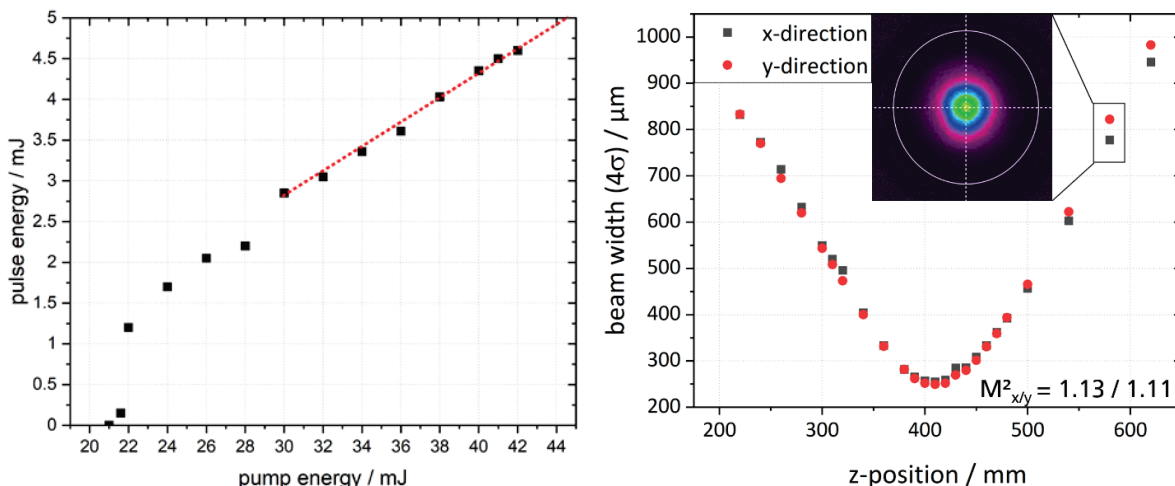 5
4.5
4
3.5
3
2.5
2
1.5
1
0.5
0
pulse energy / mJ
20 22 24 26 28 30 32 34 36 38 40 42 44
pump energy / mJ
x-direction
y-direction
1000
900
800
700
600
500
400
300
200
beam width (4σ) / µm
M²x/y = 1.13 / 1.11
200 300 400 500 600
z-position / mm